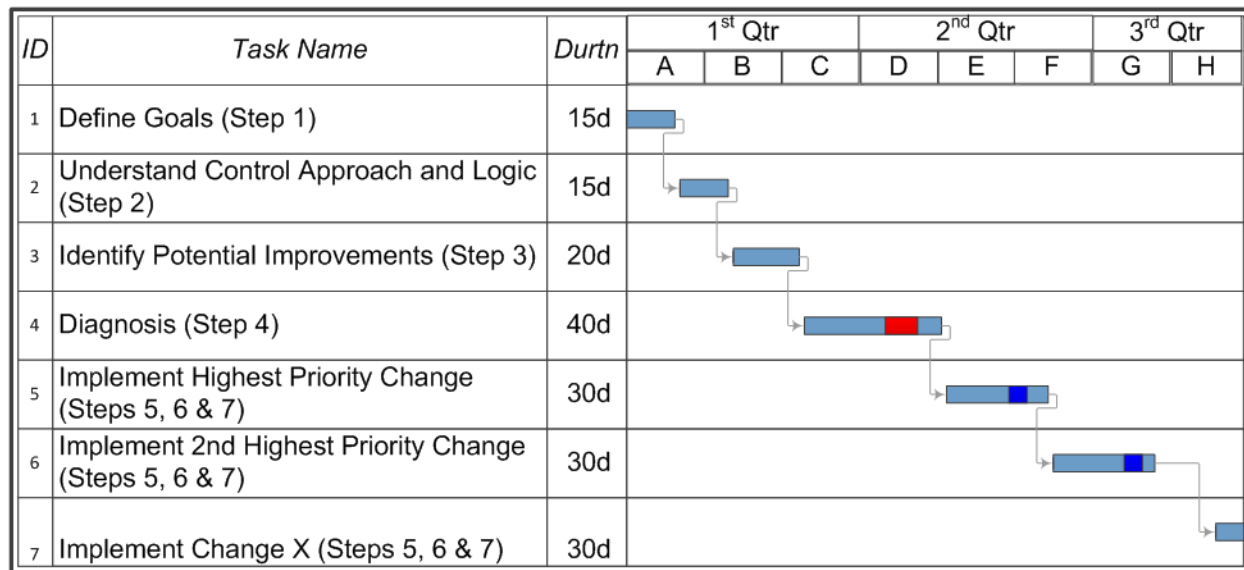 ID Task Name Durtn 1st Qtr 2nd Qtr 3rd Qtr
A B C D E F G H
1 Define Goals (Step 1) 15d
2 Understand Control Approach and Logic
(Step 2) 15d
3 Identify Potential Improvements (Step 3) 20d
4 Diagnosis (Step 4) 40d
5 Implement Highest Priority Change
(Steps 5, 6 & 7) 30d
6 Implement 2nd Highest Priority Change
(Steps 5, 6 & 7) 30d
7 Implement Change X (Steps 5, 6 & 7) 30d